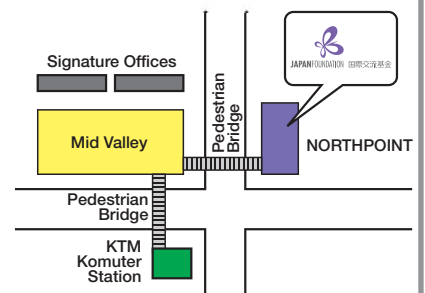 JAPANFOUNDATION 国際交流基金
Signature Offices
Pedestrian
Bridge
Mid Valley
NORTHPOINT
Pedestrian
Bridge
KTM
Komuter
Station